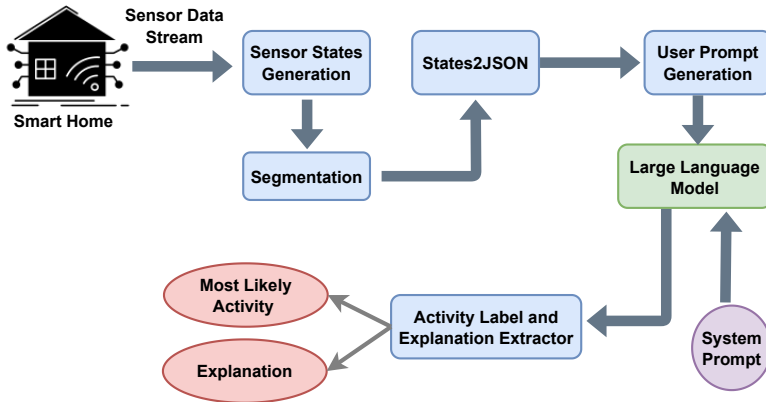 Sensor Data
Stream
Smart Home
Sensor States
Generation
Segmentation
States2JSON
User Prompt
Generation
Large Language
Model
System
Prompt
Activity Label and
Explanation Extractor
Most Likely
Activity
Explanation